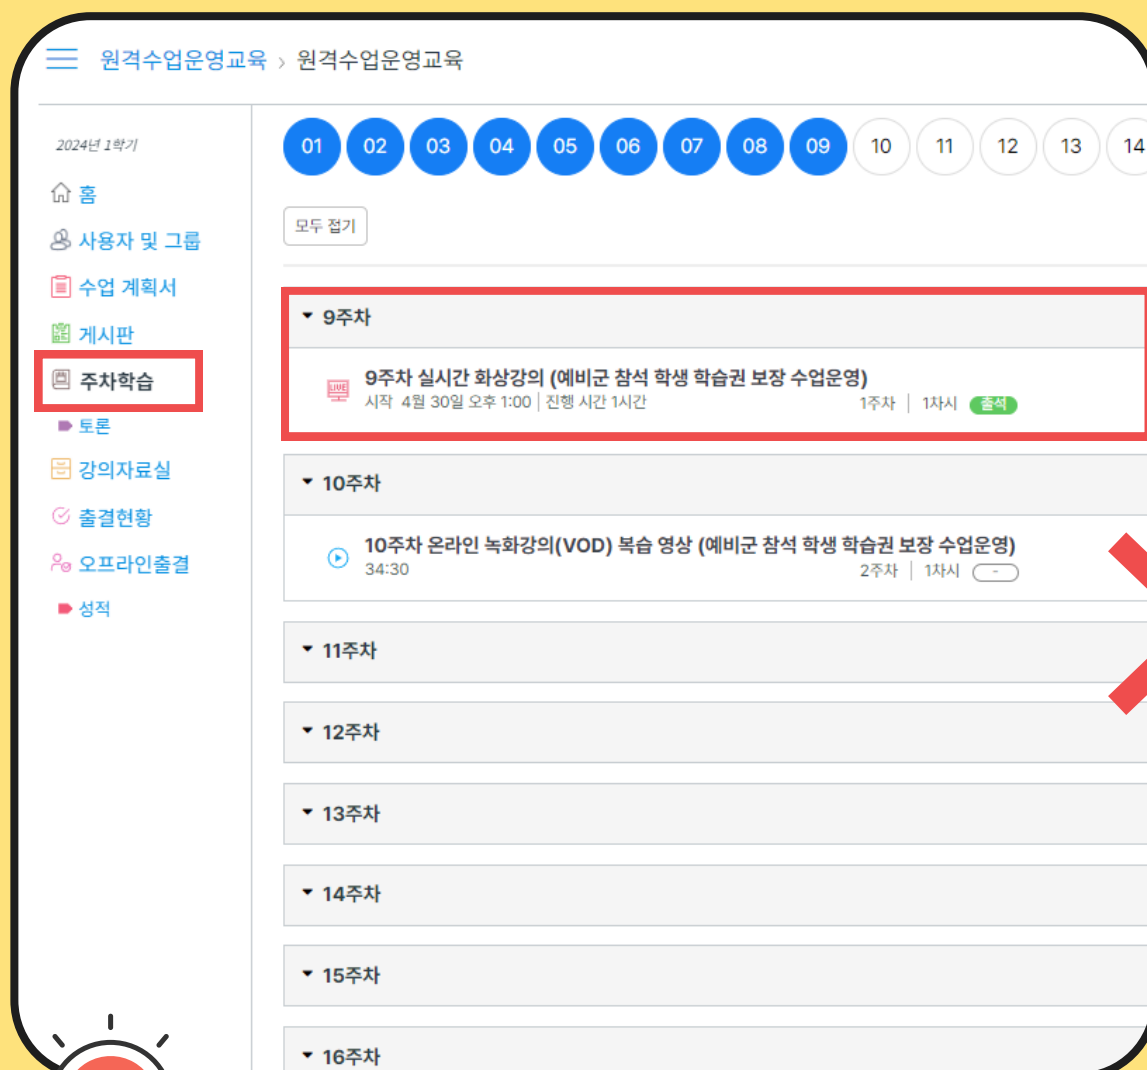 원격수업운영교육 › 원격수업운영교육
2024년 1학기
홈
사용자 및 그룹
수업 계획서
게시판
주차학습
토론
강의자료실
출결현황
오프라인출결
성적
01 02 03 04 05 06 07 08 09 10 11 12 13 14
모두 접기
9주차
LIVE
9주차 실시간 화상강의 (예비군 참석 학생 학습권 보장 수업운영)
시작 4월 30일 오후 1:00 | 진행 시간 1시간 1주차 | 1차시 출석
10주차
10주차 온라인 녹화강의(VOD) 복습 영상 (예비군 참석 학생 학습권 보장 수업운영)
34:30 2주차 | 1차시 -
11주차
12주차
13주차
14주차
15주차
16주차